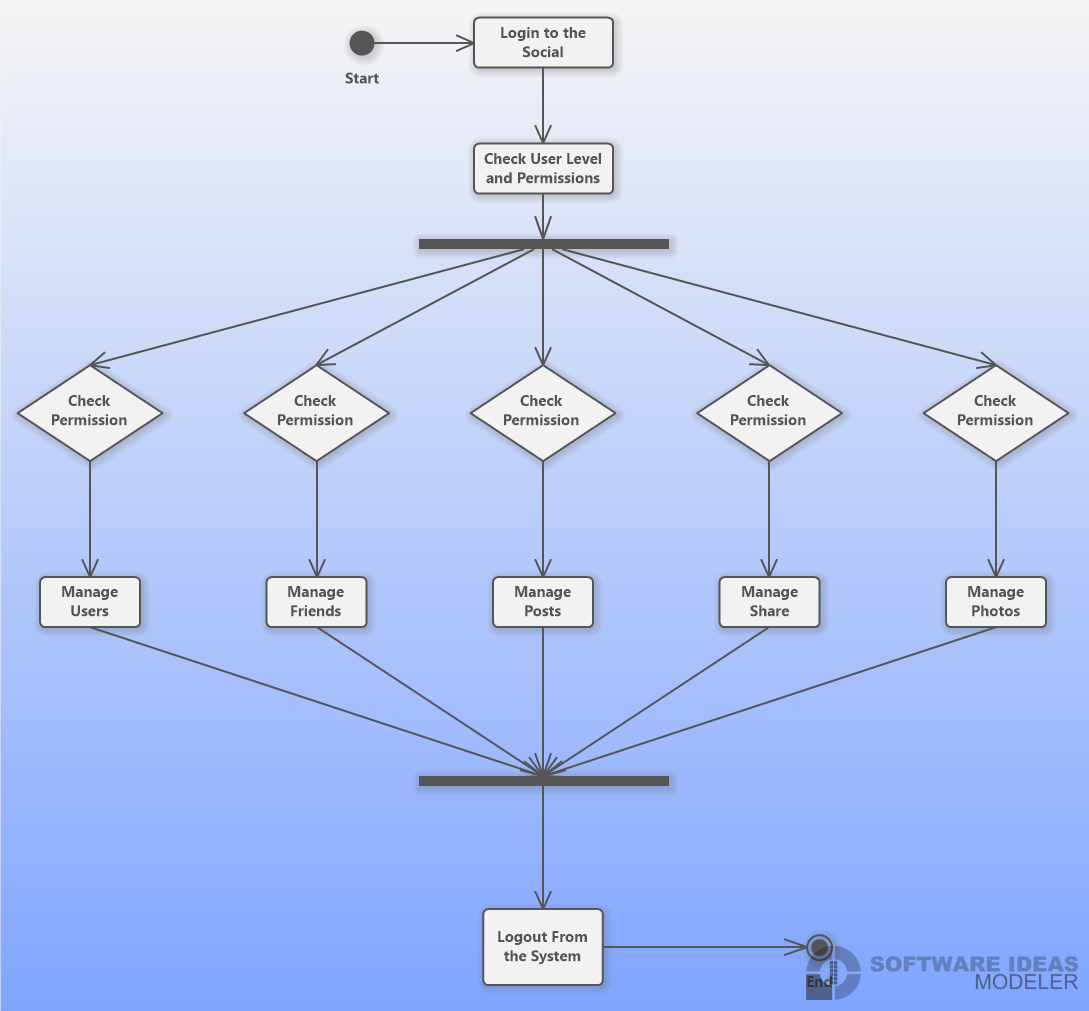 Login to the
Social
Start
Check User Level
and Permissions
Check
Permission
Check
Permission
Check
Permission
Check
Permission
Check
Permission
Manage
Users
Manage
Friends
Manage
Posts
Manage
Share
Manage
Photos
Logout From
the System
End
SOFTWARE IDEAS
MODELER